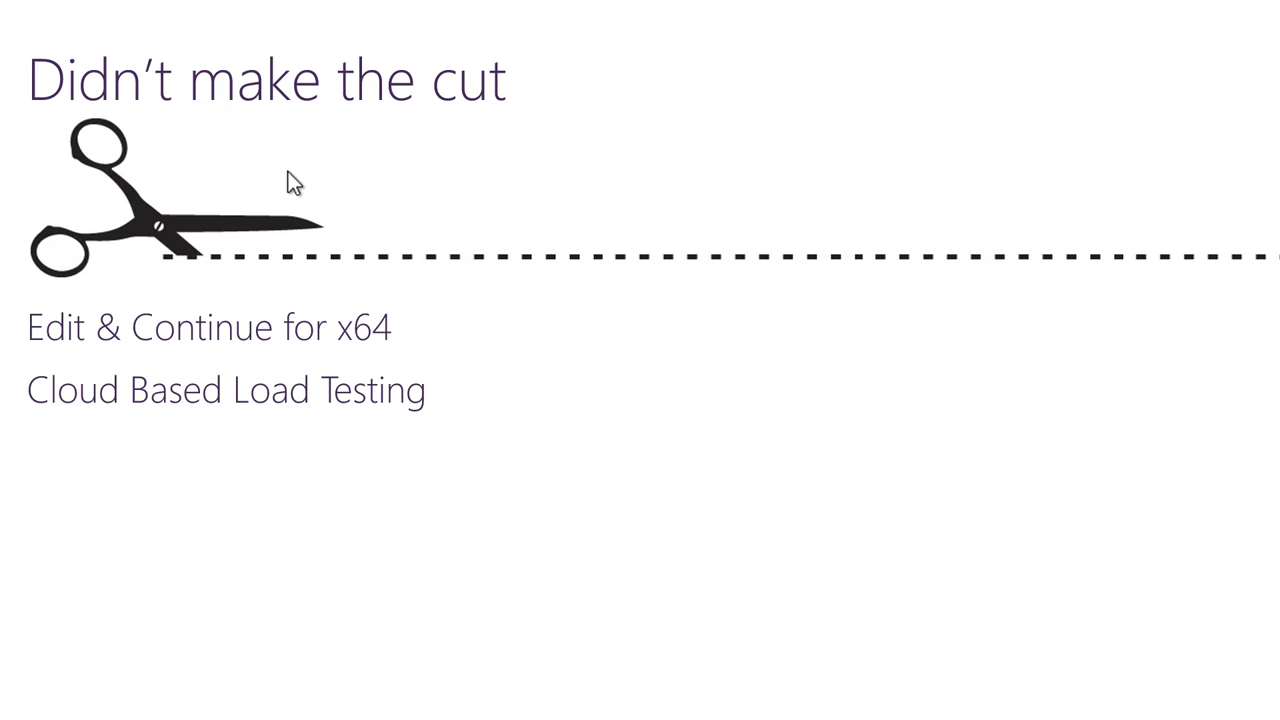 Didn’t make the cut
Edit & Continue for x64
Cloud Based Load Testing